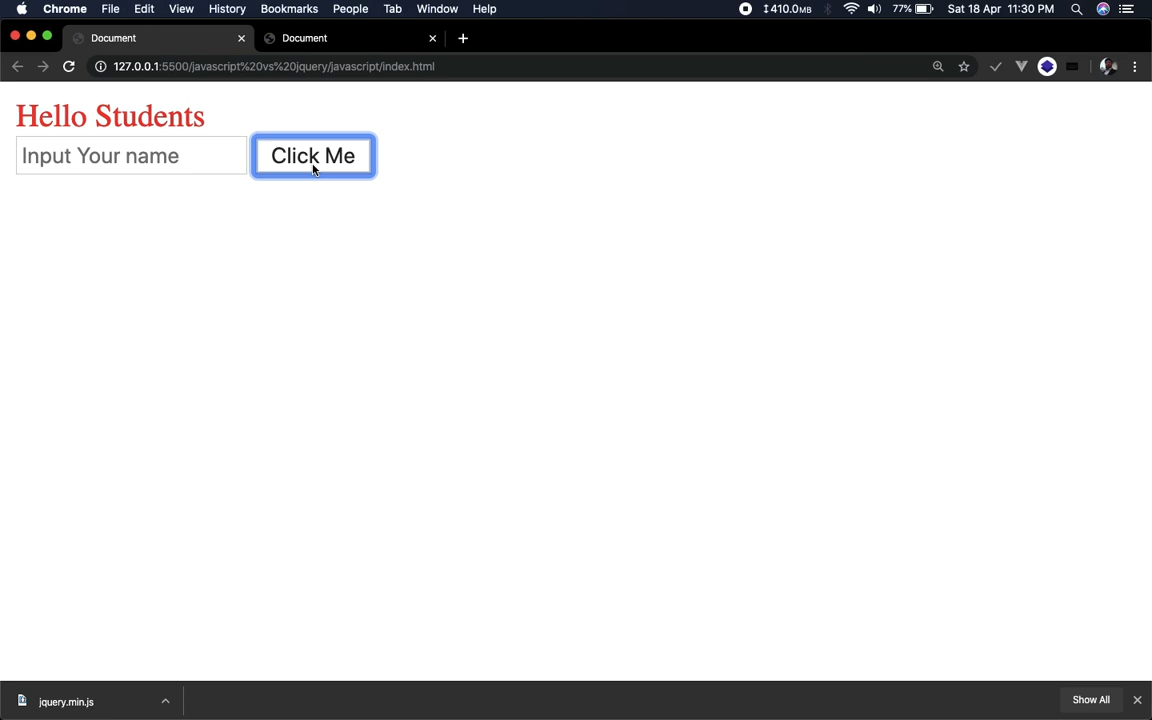 Chrome File Edit View History Bookmarks People Tab Window Help 410.0MB 77% Sat 18 Apr 11:30 PM
Document Document
127.0.0.1:5500/javascript%20vs%20jquery/javascript/index.html
Hello Students
Input Your name Click Me
jquery.min.js Show All